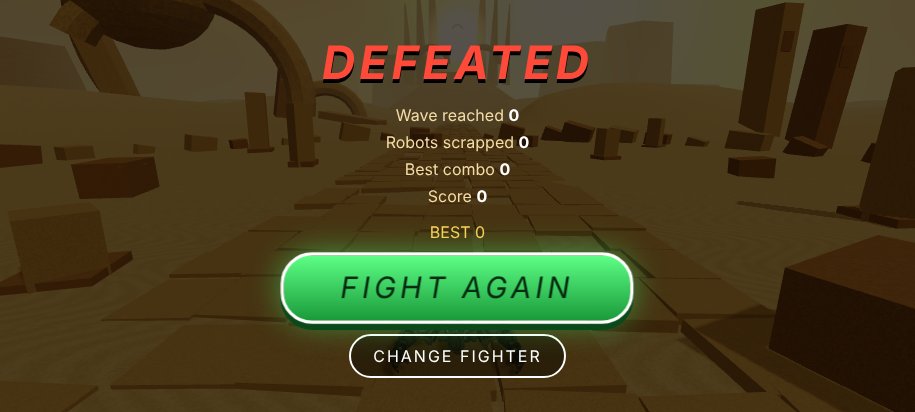 DEFEATED
Wave reached 0
Robots scrapped 0
Best combo 0
Score 0
BEST 0
FIGHT AGAIN
CHANGE FIGHTER